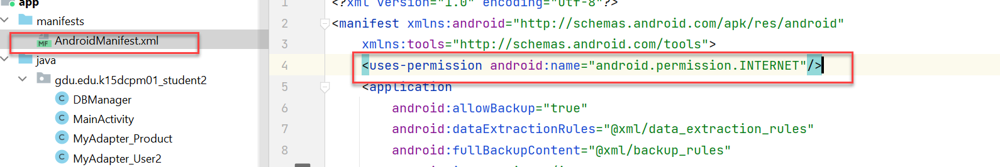 app
manifests
MF AndroidManifest.xml
java
gdu.edu.k15dcpm01_student2
C DBManager
C MainActivity
C MyAdapter_Product
C MyAdapter_User2
1 <?xml version="1.0" encoding="utf-8"?>
2 <manifest xmlns:android="http://schemas.android.com/apk/res/android"
3 xmlns:tools="http://schemas.android.com/tools">
4 <uses-permission android:name="android.permission.INTERNET"/>
5 <application
6 android:allowBackup="true"
7 android:dataExtractionRules="@xml/data_extraction_rules"
8 android:fullBackupContent="@xml/backup_rules"